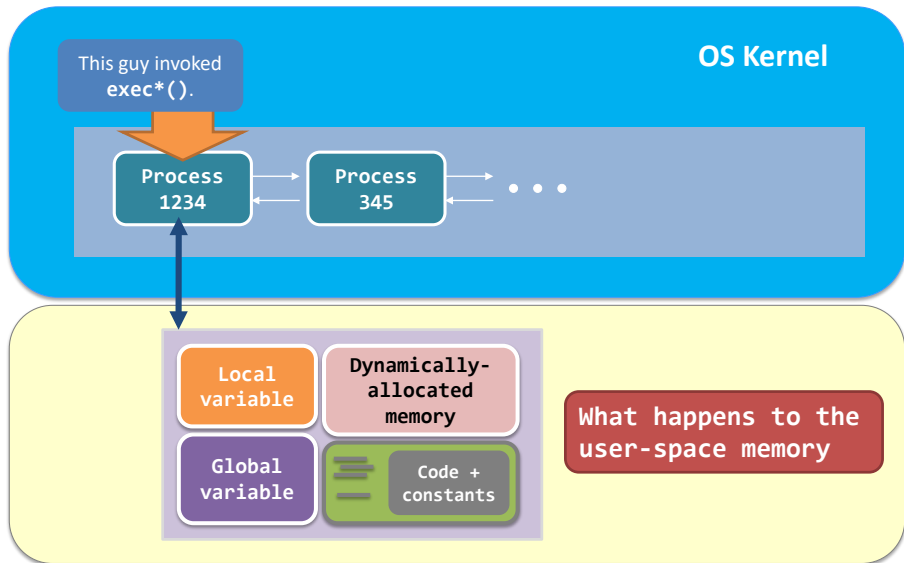 This guy invoked
exec*().
OS Kernel
Process
1234
Process
345
• • •
Local
variable
Dynamically-
allocated
memory
Global
variable
Code +
constants
What happens to the
user-space memory